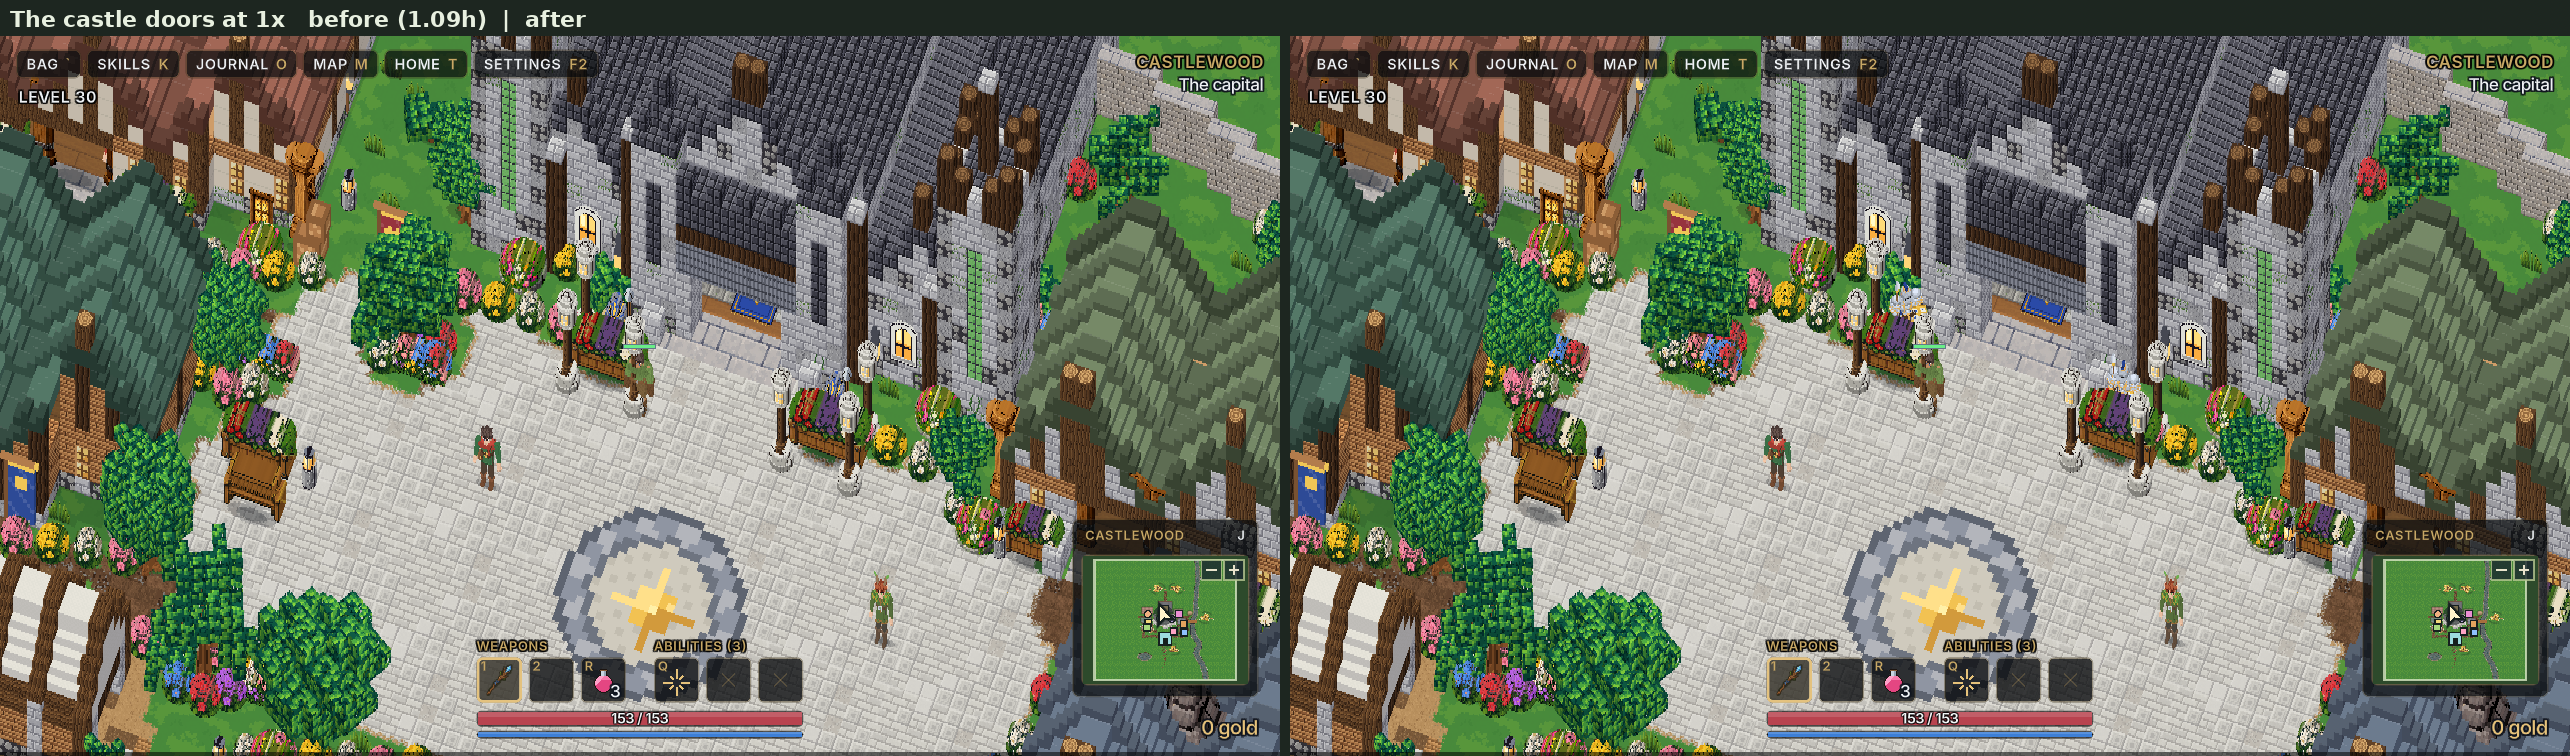 The castle doors at 1x   before (1.09h)  |  after
BAG ` SKILLS K JOURNAL O MAP M HOME T SETTINGS F2
LEVEL 30
CASTLEWOOD
The capital
CASTLEWOOD J
− +
WEAPONS ABILITIES (3)
1 2 R 3 Q
153 / 153
0 gold
BAG ` SKILLS K JOURNAL O MAP M HOME T SETTINGS F2
LEVEL 30
CASTLEWOOD
The capital
CASTLEWOOD J
− +
WEAPONS ABILITIES (3)
1 2 R 3 Q
153 / 153
0 gold